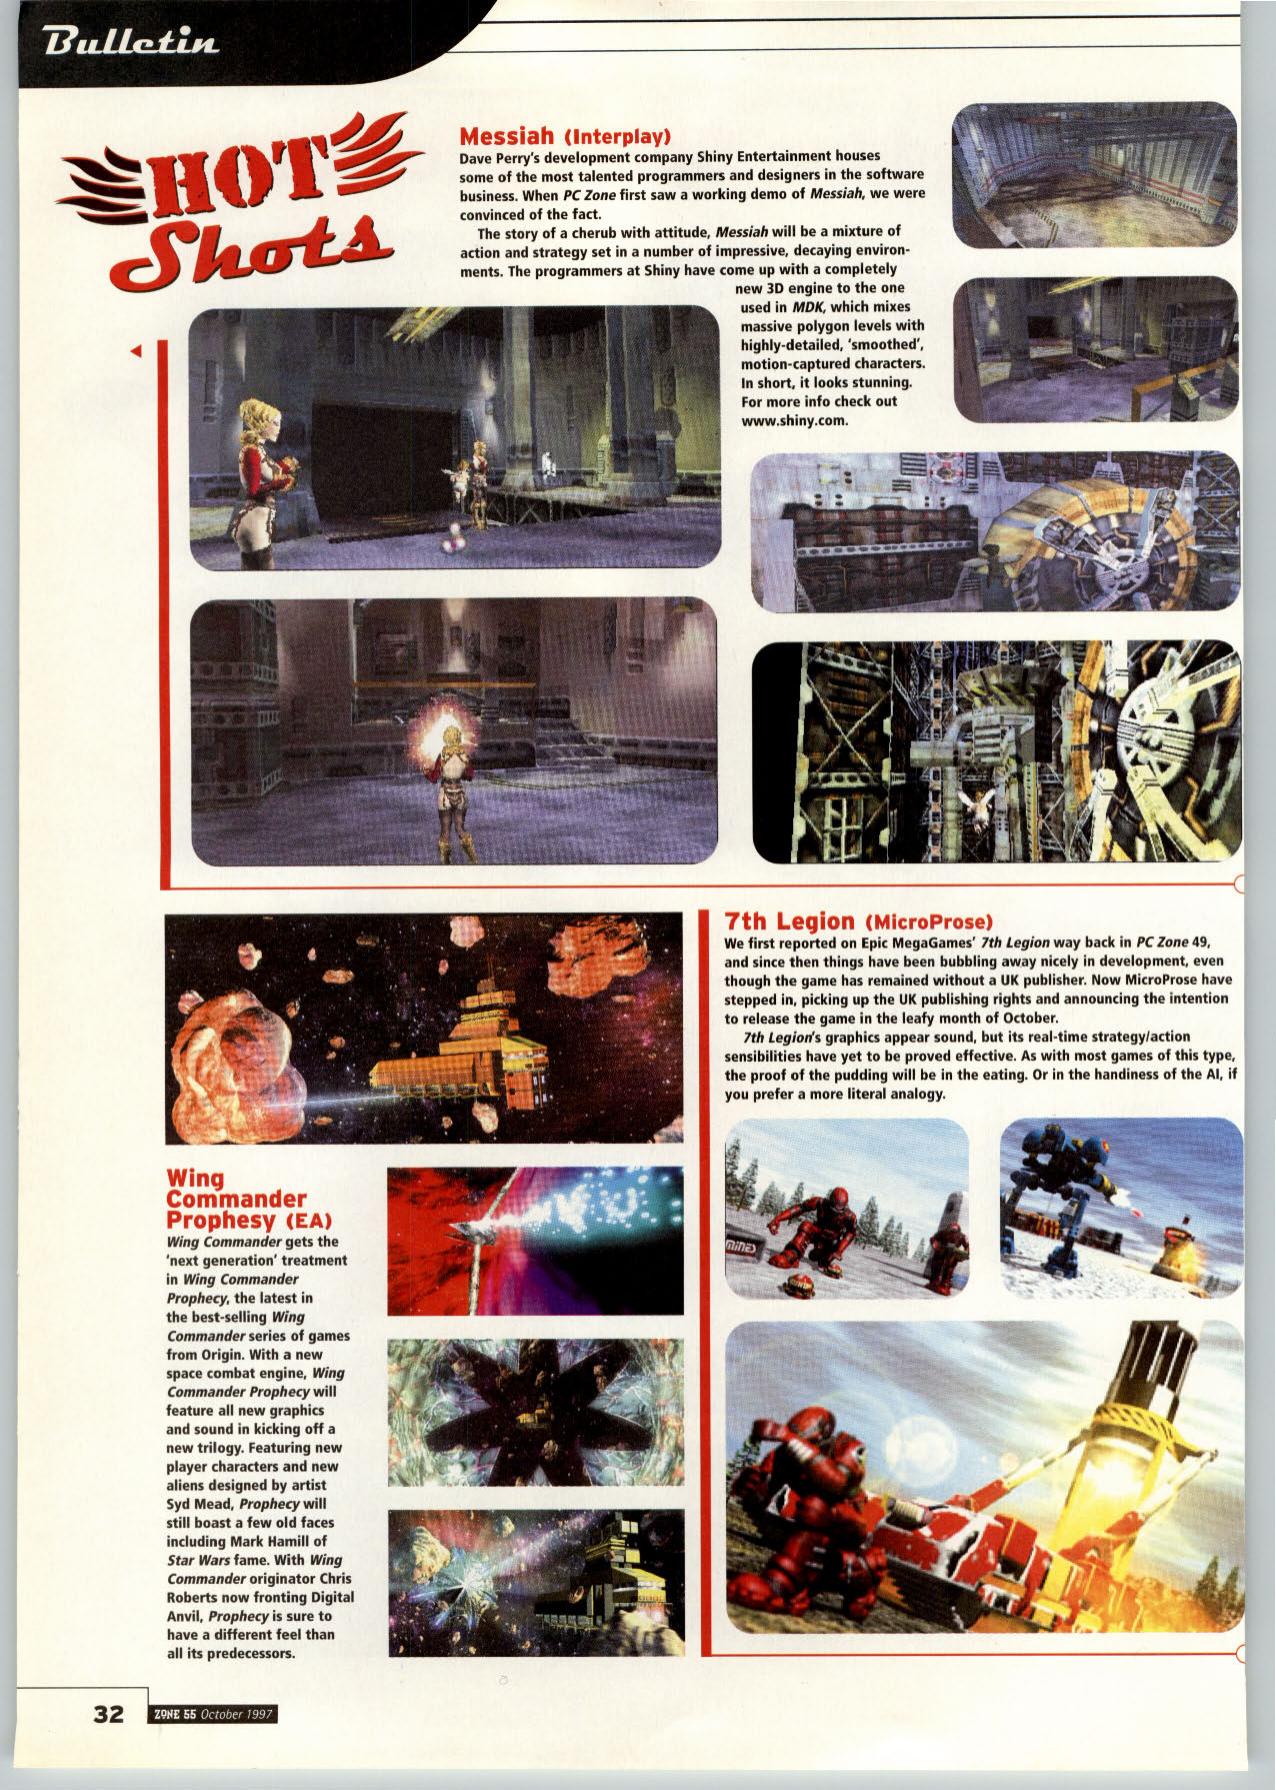 Bulletin
HOT
Shots
Messiah (Interplay)
Dave Perry's development company Shiny Entertainment houses
some of the most talented programmers and designers in the software
business. When PC Zone first saw a working demo of Messiah, we were
convinced of the fact.
The story of a cherub with attitude, Messiah will be a mixture of
action and strategy set in a number of impressive, decaying environ-
ments. The programmers at Shiny have come up with a completely
new 3D engine to the one
used in MDK, which mixes
massive polygon levels with
highly-detailed, 'smoothed',
motion-captured characters.
In short, it looks stunning.
For more info check out
www.shiny.com.
7th Legion (MicroProse)
We first reported on Epic MegaGames' 7th Legion way back in PC Zone 49,
and since then things have been bubbling away nicely in development, even
though the game has remained without a UK publisher. Now MicroProse have
stepped in, picking up the UK publishing rights and announcing the intention
to release the game in the leafy month of October.
7th Legion's graphics appear sound, but its real-time strategy/action
sensibilities have yet to be proved effective. As with most games of this type,
the proof of the pudding will be in the eating. Or in the handiness of the AI, if
you prefer a more literal analogy.
MINES
Wing
Commander
Prophesy (EA)
Wing Commander gets the
'next generation' treatment
in Wing Commander
Prophecy, the latest in
the best-selling Wing
Commander series of games
from Origin. With a new
space combat engine, Wing
Commander Prophecy will
feature all new graphics
and sound in kicking off a
new trilogy. Featuring new
player characters and new
aliens designed by artist
Syd Mead, Prophecy will
still boast a few old faces
including Mark Hamill of
Star Wars fame. With Wing
Commander originator Chris
Roberts now fronting Digital
Anvil, Prophecy is sure to
have a different feel than
all its predecessors.
32
ZONE 55 October 1997